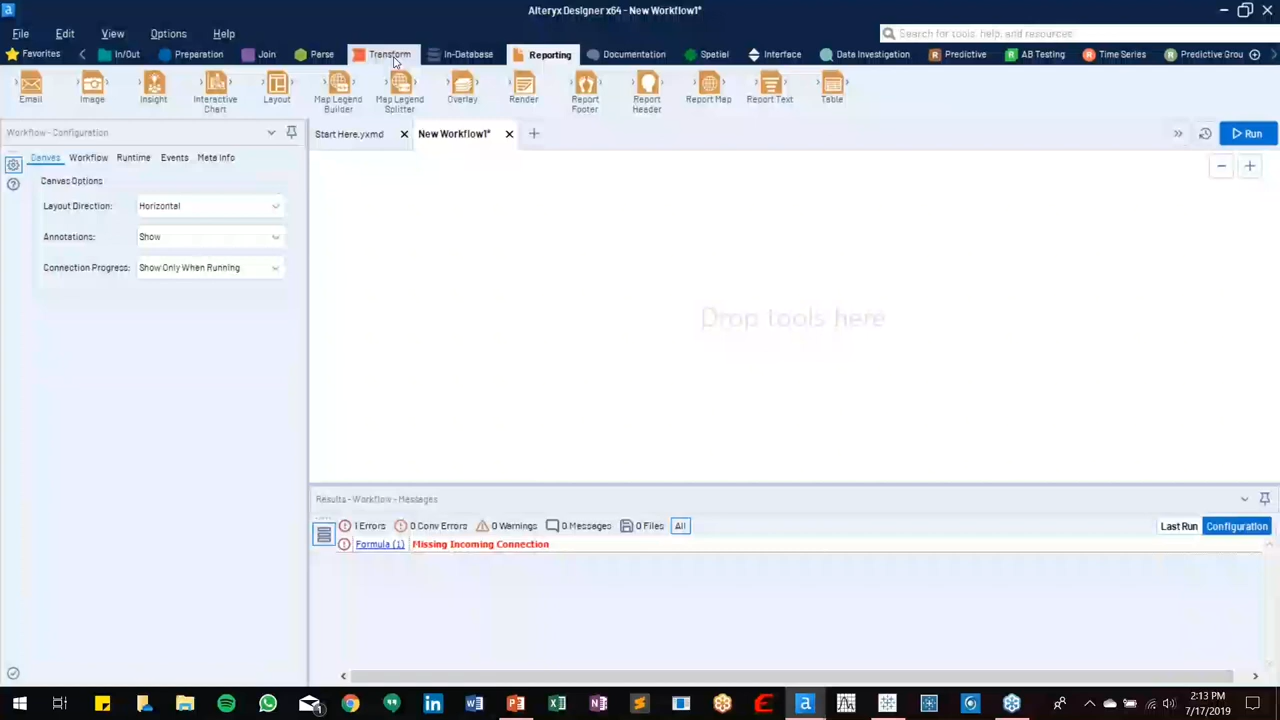 Alteryx Designer x64 - New Workflow1*
File Edit View Options Help
Search for tools, help, and resources
Favorites In/Out Preparation Join Parse Transform In-Database Reporting Documentation Spatial Interface Data Investigation Predictive AB Testing Time Series Predictive Grou
Email Image Insight Interactive Chart Layout Map Legend Builder Map Legend Splitter Overlay Render Report Footer Report Header Report Map Report Text Table
Workflow - Configuration
Start Here.yxmd New Workflow1* Run
Canvas Workflow Runtime Events Meta Info
Canvas Options
Layout Direction: Horizontal
Annotations: Show
Connection Progress: Show Only When Running
Drop tools here
Results - Workflow - Messages
1 Errors 0 Conv Errors 0 Warnings 0 Messages 0 Files All Last Run Configuration
Formula (1) Missing Incoming Connection
2:13 PM
7/17/2019